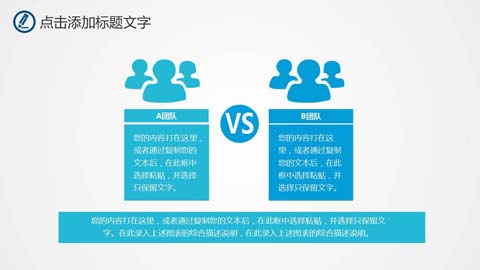 点击添加标题文字
A团队
您的内容打在这里，
或者通过复制您的
文本后，在此框中
选择粘贴，并选择
只保留文字。
VS
B团队
您的内容打在这
里，或者通过复制
您的文本后，在此
框中选择粘贴，并
选择只保留文字。
您的内容打在这里，或者通过复制您的文本后，在此框中选择粘贴，并选择只保留文
字。在此录入上述图表的综合描述说明，在此录入上述图表的综合描述说明。